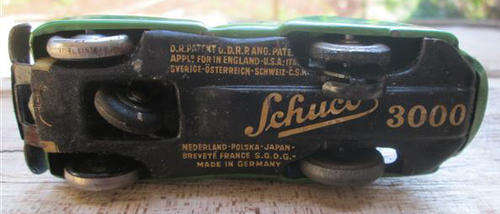 D.R. PATENT U. D.R.P. ANG. PATE
APPL. FOR IN ENGLAND-U.S.A.
SVERIGE-ÖSTERREICH-SCHWEIZ-C.S.R.
Schuco 3000
NEDERLAND-POLSKA-JAPAN-
BREVETÉ FRANCE S.G.D.G.
MADE IN GERMANY